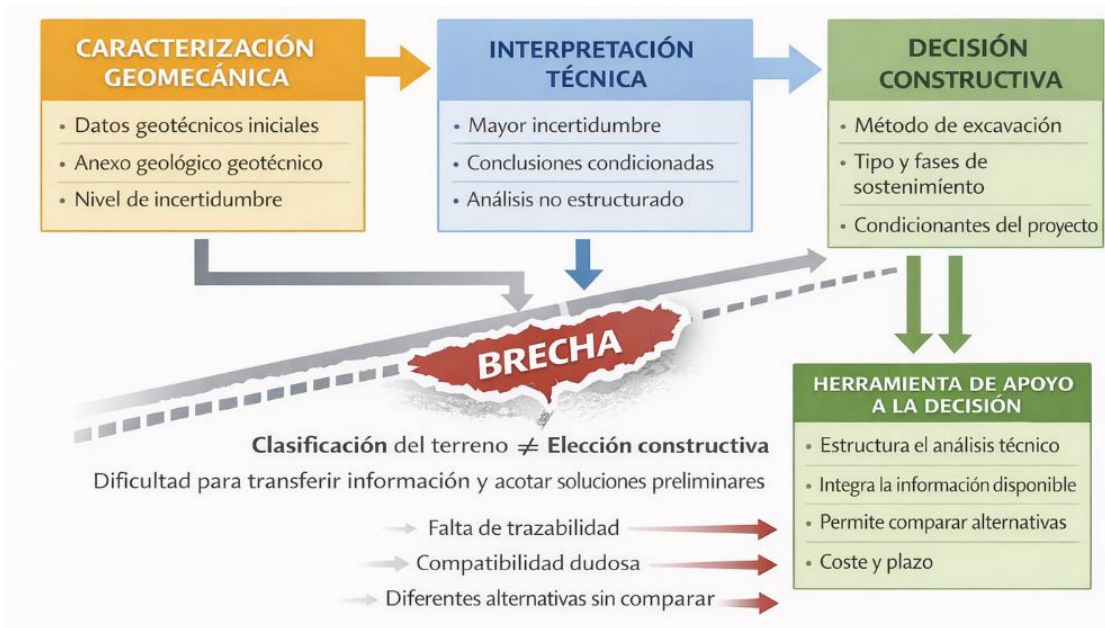 CARACTERIZACIÓN
GEOMECÁNICA
• Datos geotécnicos iniciales
• Anexo geológico geotécnico
• Nivel de incertidumbre
INTERPRETACIÓN
TÉCNICA
• Mayor incertidumbre
• Conclusiones condicionadas
• Análisis no estructurado
DECISIÓN
CONSTRUCTIVA
• Método de excavación
• Tipo y fases de
sostenimiento
• Condicionantes del proyecto
BRECHA
Clasificación del terreno ≠ Elección constructiva
Dificultad para transferir información y acotar soluciones preliminares
Falta de trazabilidad
Compatibilidad dudosa
Diferentes alternativas sin comparar
HERRAMIENTA DE APOYO
A LA DECISIÓN
• Estructura el análisis técnico
• Integra la información disponible
• Permite comparar alternativas
• Coste y plazo